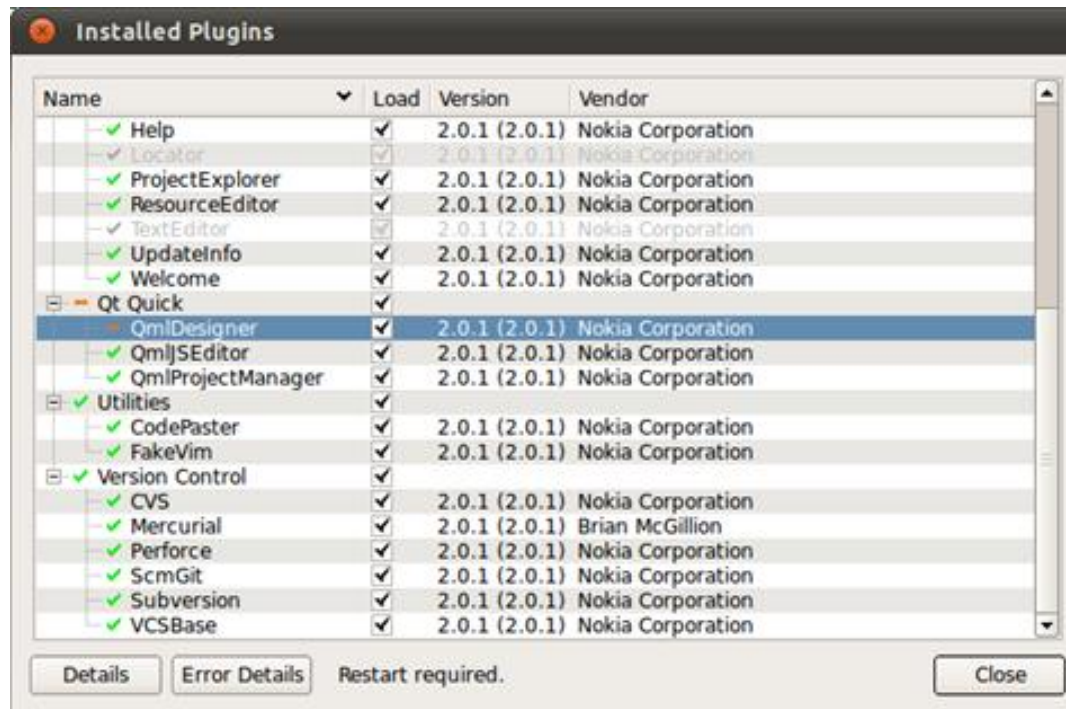 Installed Plugins
Name Load Version Vendor
Help 2.0.1 (2.0.1) Nokia Corporation
Locator 2.0.1 (2.0.1) Nokia Corporation
ProjectExplorer 2.0.1 (2.0.1) Nokia Corporation
ResourceEditor 2.0.1 (2.0.1) Nokia Corporation
TextEditor 2.0.1 (2.0.1) Nokia Corporation
UpdateInfo 2.0.1 (2.0.1) Nokia Corporation
Welcome 2.0.1 (2.0.1) Nokia Corporation
Qt Quick
QmlDesigner 2.0.1 (2.0.1) Nokia Corporation
QmlJSEditor 2.0.1 (2.0.1) Nokia Corporation
QmlProjectManager 2.0.1 (2.0.1) Nokia Corporation
Utilities
CodePaster 2.0.1 (2.0.1) Nokia Corporation
FakeVim 2.0.1 (2.0.1) Nokia Corporation
Version Control
CVS 2.0.1 (2.0.1) Nokia Corporation
Mercurial 2.0.1 (2.0.1) Brian McGillion
Perforce 2.0.1 (2.0.1) Nokia Corporation
ScmGit 2.0.1 (2.0.1) Nokia Corporation
Subversion 2.0.1 (2.0.1) Nokia Corporation
VCSBase 2.0.1 (2.0.1) Nokia Corporation
Details Error Details Restart required. Close